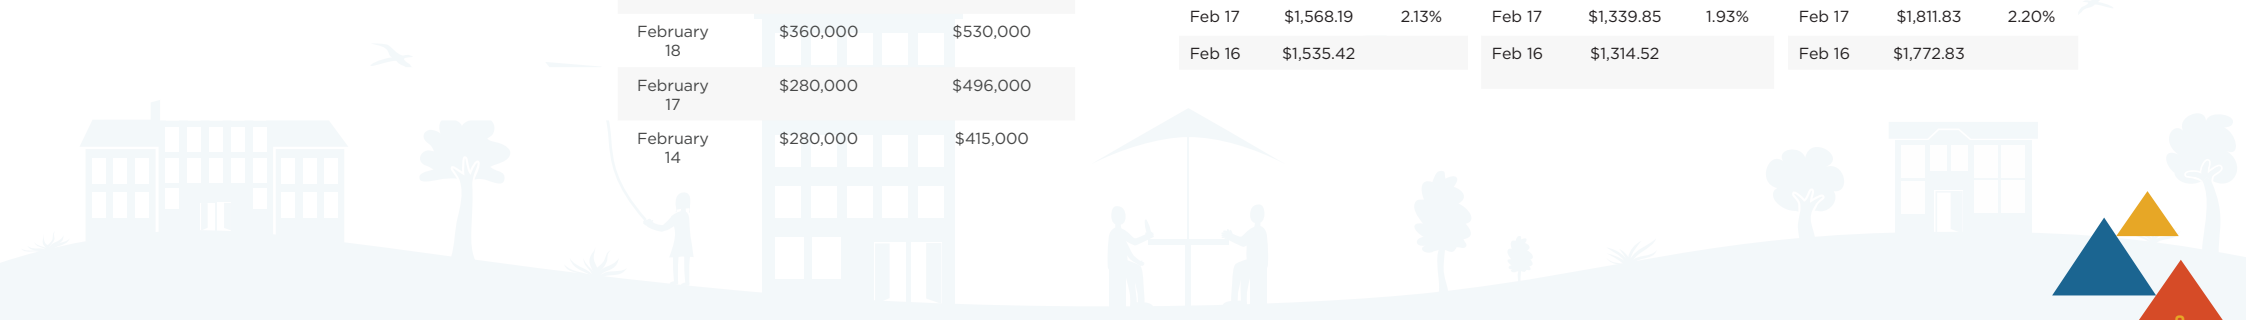 February $360,000 $530,000
18
February $280,000 $496,000
17
February $280,000 $415,000
14
Feb 17 $1,568.19 2.13%
Feb 16 $1,535.42
Feb 17 $1,339.85 1.93%
Feb 16 $1,314.52
Feb 17 $1,811.83 2.20%
Feb 16 $1,772.83